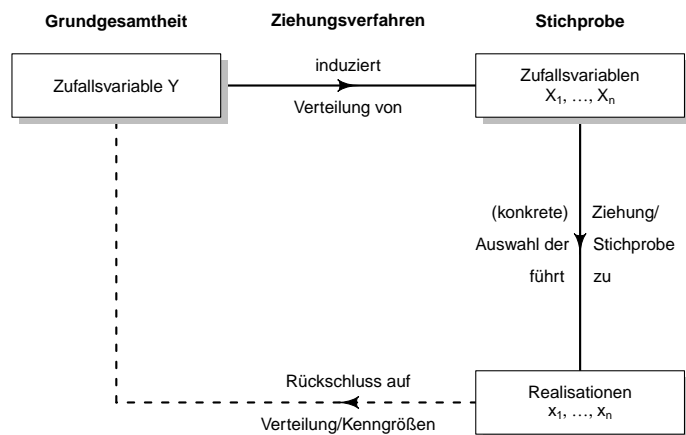 Grundgesamtheit Ziehungsverfahren Stichprobe
Zufallsvariable Y
induziert
Verteilung von
Zufallsvariablen
X₁, …, Xₙ
(konkrete) Ziehung/
Auswahl der Stichprobe
führt zu
Rückschluss auf
Verteilung/Kenngrößen
Realisationen
x₁, …, xₙ